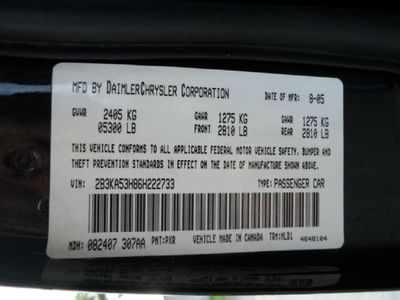 MFD BY DAIMLERCHRYSLER CORPORATION DATE OF MFR: 8-05
GVWR 2405 KG GAWR 1275 KG GAWR 1275 KG
05300 LB FRONT 2810 LB REAR 2810 LB
THIS VEHICLE CONFORMS TO ALL APPLICABLE FEDERAL MOTOR VEHICLE SAFETY, BUMPER AND
THEFT PREVENTION STANDARDS IN EFFECT ON THE DATE OF MANUFACTURE SHOWN ABOVE.
VIN: 2B3KA53H86H222733 TYPE: PASSENGER CAR
MDH: 082407 307AA PNT: PXR VEHICLE MADE IN CANADA TRM: MLD1 4648104